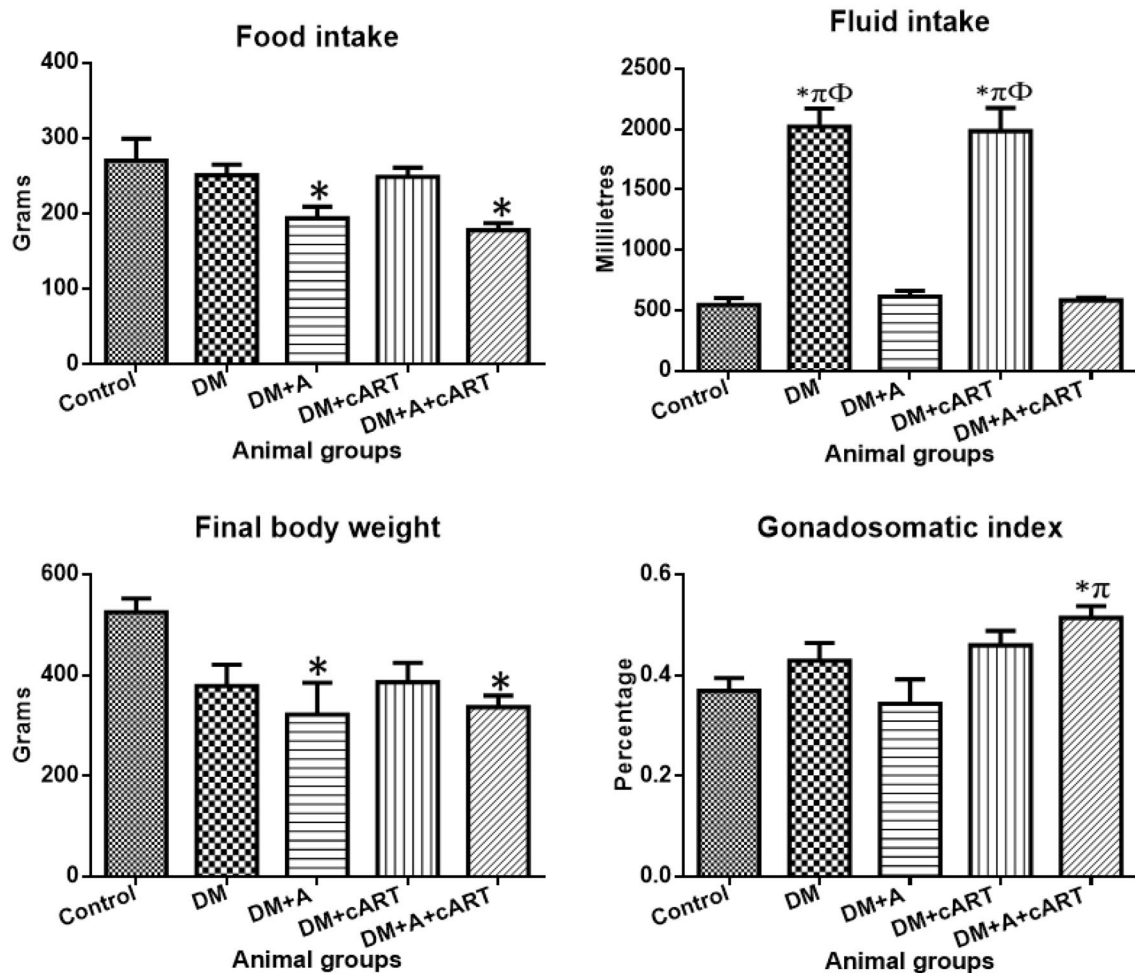 Food intake
400
300
200
100
0
Grams
*
*
Control
DM
DM+A
DM+cART
DM+A+cART
Animal groups
Fluid intake
2500
2000
1500
1000
500
0
Milliletres
*πΦ
*πΦ
Control
DM
DM+A
DM+cART
DM+A+cART
Animal groups
Final body weight
600
400
200
0
Grams
*
*
Control
DM
DM+A
DM+cART
DM+A+cART
Animal groups
Gonadosomatic index
0.6
0.4
0.2
0.0
Percentage
*π
Control
DM
DM+A
DM+cART
DM+A+cART
Animal groups